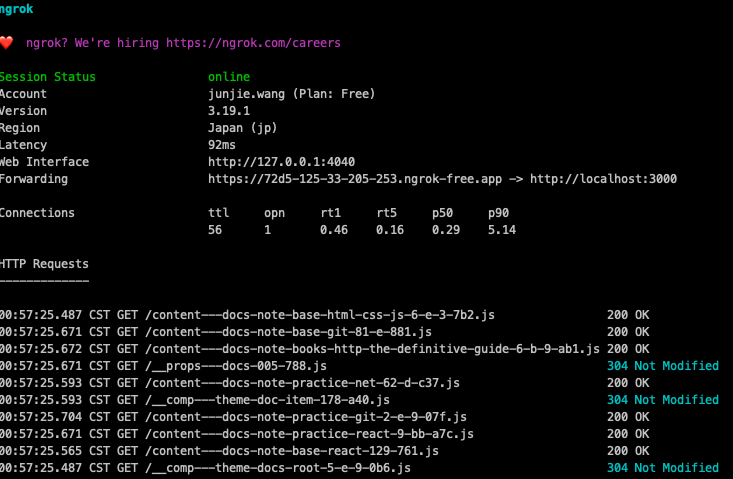 ngrok
❤️ ngrok? We're hiring https://ngrok.com/careers
Session Status online
Account junjie.wang (Plan: Free)
Version 3.19.1
Region Japan (jp)
Latency 92ms
Web Interface http://127.0.0.1:4040
Forwarding https://72d5-125-33-205-253.ngrok-free.app -> http://localhost:3000
Connections ttl opn rt1 rt5 p50 p90
56 1 0.46 0.16 0.29 5.14
HTTP Requests
-------------
00:57:25.487 CST GET /content---docs-note-base-html-css-js-6-e-3-7b2.js 200 OK
00:57:25.671 CST GET /content---docs-note-base-git-81-e-881.js 200 OK
00:57:25.672 CST GET /content---docs-note-books-http-the-definitive-guide-6-b-9-ab1.js 200 OK
00:57:25.671 CST GET /__props---docs-005-788.js 304 Not Modified
00:57:25.593 CST GET /content---docs-note-practice-net-62-d-c37.js 200 OK
00:57:25.593 CST GET /__comp---theme-doc-item-178-a40.js 304 Not Modified
00:57:25.704 CST GET /content---docs-note-practice-git-2-e-9-07f.js 200 OK
00:57:25.671 CST GET /content---docs-note-practice-react-9-bb-a7c.js 200 OK
00:57:25.565 CST GET /content---docs-note-base-react-129-761.js 200 OK
00:57:25.487 CST GET /__comp---theme-docs-root-5-e-9-0b6.js 304 Not Modified